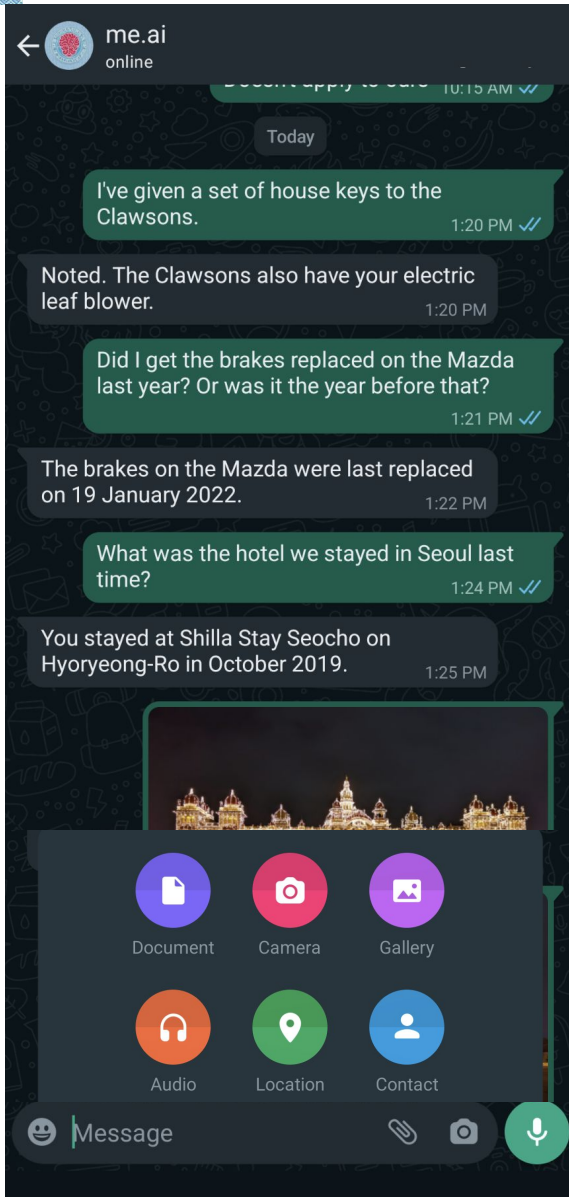 me.ai
online
10:15 AM
Today
I've given a set of house keys to the
Clawsons.
1:20 PM
Noted. The Clawsons also have your electric
leaf blower.
1:20 PM
Did I get the brakes replaced on the Mazda
last year? Or was it the year before that?
1:21 PM
The brakes on the Mazda were last replaced
on 19 January 2022.
1:22 PM
What was the hotel we stayed in Seoul last
time?
1:24 PM
You stayed at Shilla Stay Seocho on
Hyoryeong-Ro in October 2019.
1:25 PM
Document Camera Gallery
Audio Location Contact
Message